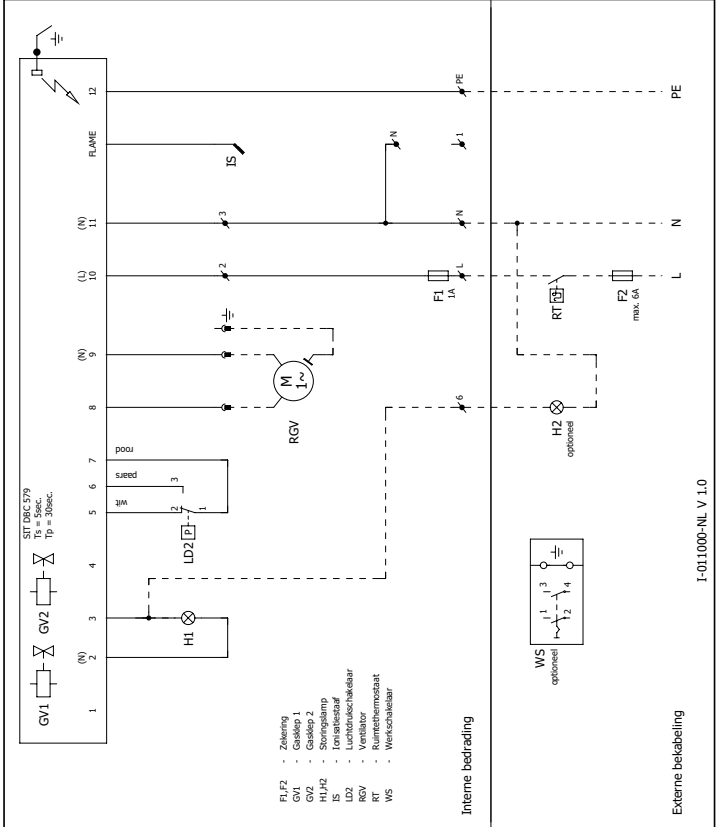 SIT DBC 579
Ts = 5sec.
Tp = 30sec.
GV1
GV2
1
(N) 2
3
4
5
6
7
8
(N) 9
(L) 10
(N) 11
FLAME
12
wit
paars
rood
H1
LD2
P
2
1
3
M
1~
RGV
2
3
IS
F1
1A
L
N
N
1
PE
6
F1,F2 - Zekering
GV1 - Gasklep 1
GV2 - Gasklep 2
H1,H2 - Storingslamp
IS - Ionisatiestaaf
LD2 - Luchtdrukschakelaar
RGV - Ventilator
RT - Ruimtethermostaat
WS - Werkschakelaar
Interne bedrading
WS
optioneel
1 3
2 4
H2
optioneel
RT
F2
max. 6A
L
N
PE
Externe bekabeling
I-011000-NL V 1.0